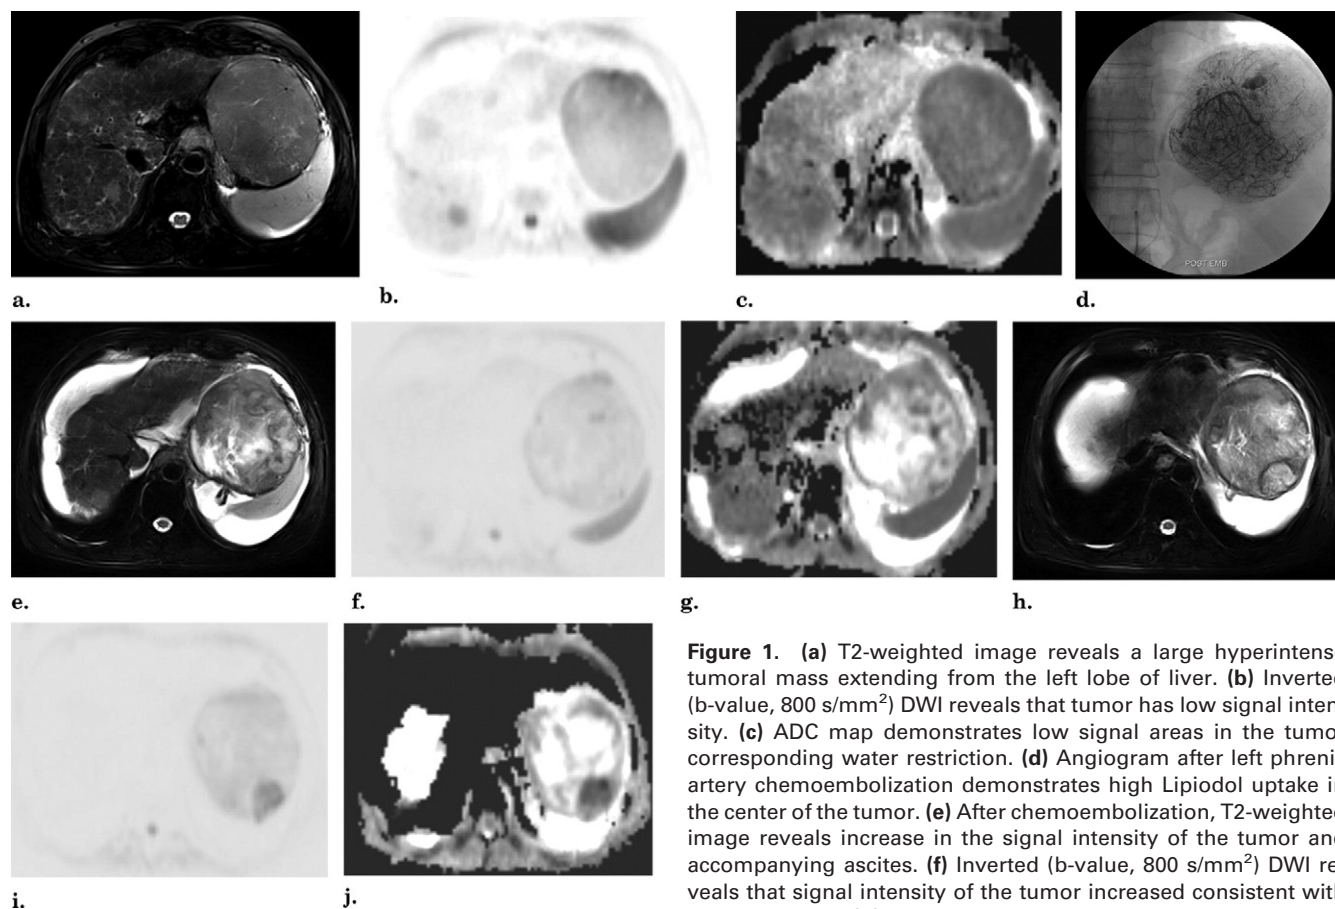 POST EMB
a.
b.
c.
d.
e.
f.
g.
h.
i.
j.
Figure 1. (a) T2-weighted image reveals a large hyperintens
tumoral mass extending from the left lobe of liver. (b) Inverted
(b-value, 800 s/mm²) DWI reveals that tumor has low signal inten
sity. (c) ADC map demonstrates low signal areas in the tumo
corresponding water restriction. (d) Angiogram after left phreni
artery chemoembolization demonstrates high Lipiodol uptake i
the center of the tumor. (e) After chemoembolization, T2-weighted
image reveals increase in the signal intensity of the tumor and
accompanying ascites. (f) Inverted (b-value, 800 s/mm²) DWI re
veals that signal intensity of the tumor increased consistent with